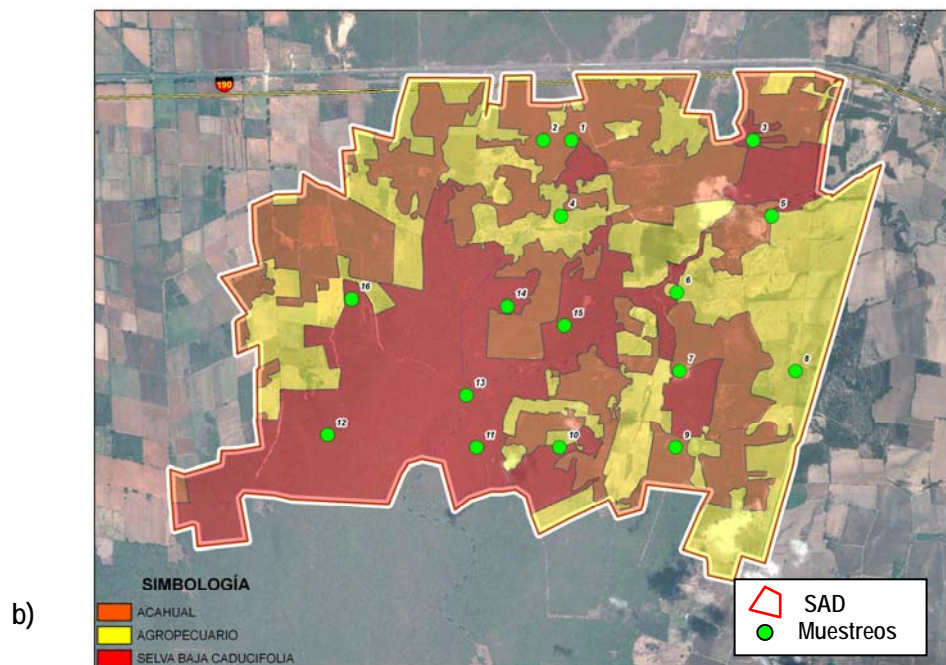 190
2
1
3
4
5
6
16
14
15
7
8
13
12
11
10
9
SIMBOLOGÍA
b)
ACAHUAL
AGROPECUARIO
SELVA BAJA CADUCIFOLIA
SAD
Muestreos